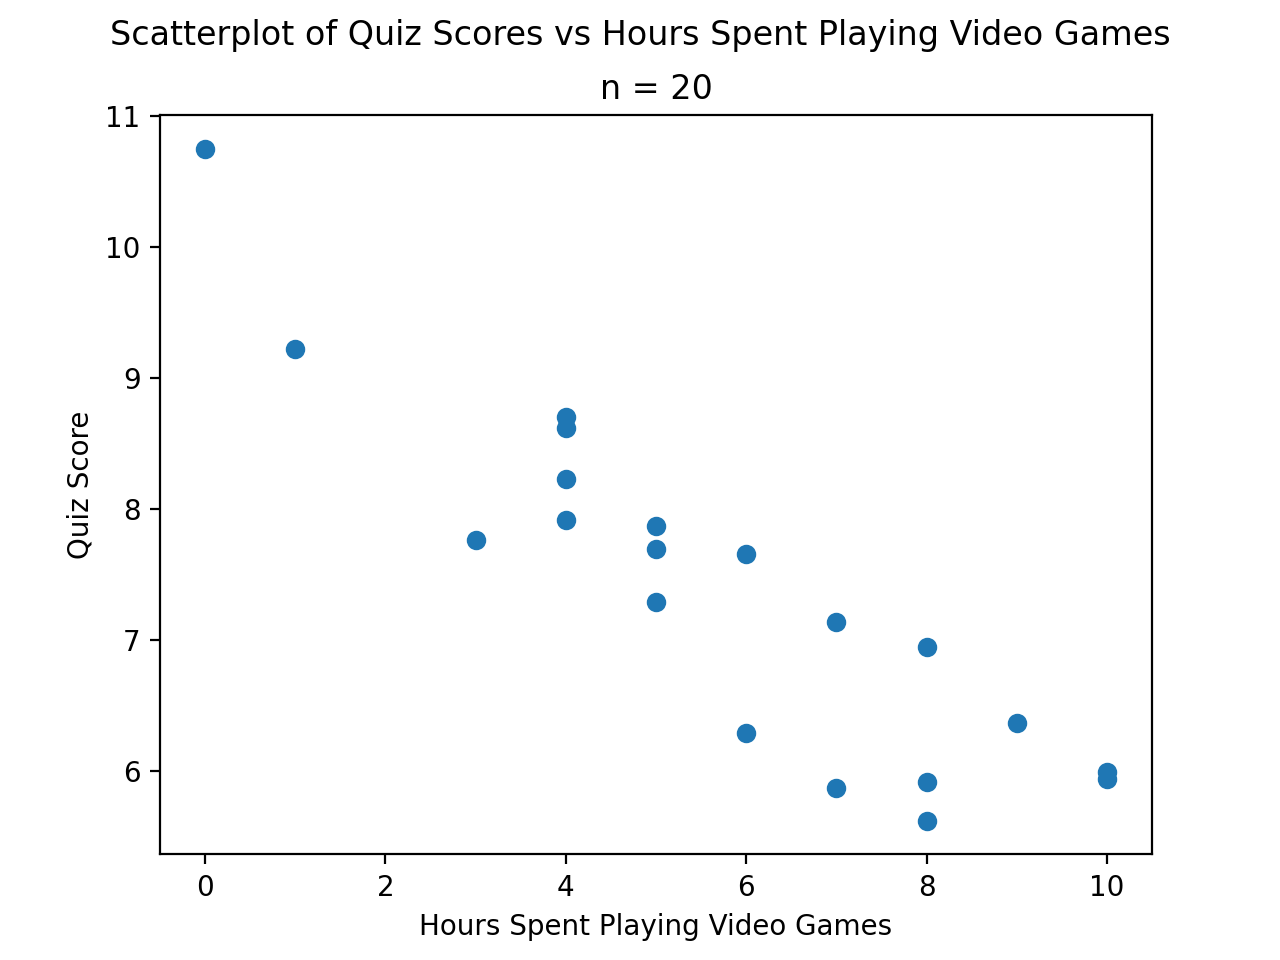 Scatterplot of Quiz Scores vs Hours Spent Playing Video Games
n = 20
11
10
9
8
7
6
Quiz Score
0 2 4 6 8 10
Hours Spent Playing Video Games